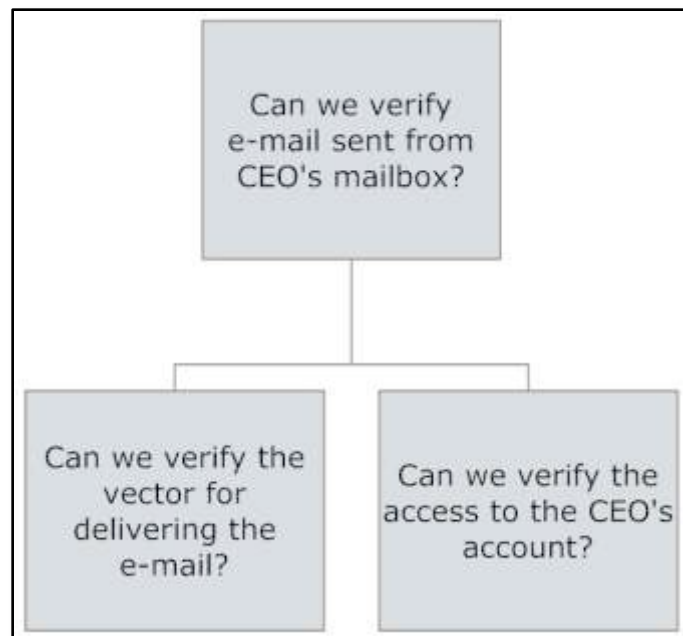 Can we verify
e-mail sent from
CEO's mailbox?
Can we verify the
vector for
delivering the
e-mail?
Can we verify the
access to the CEO's
account?